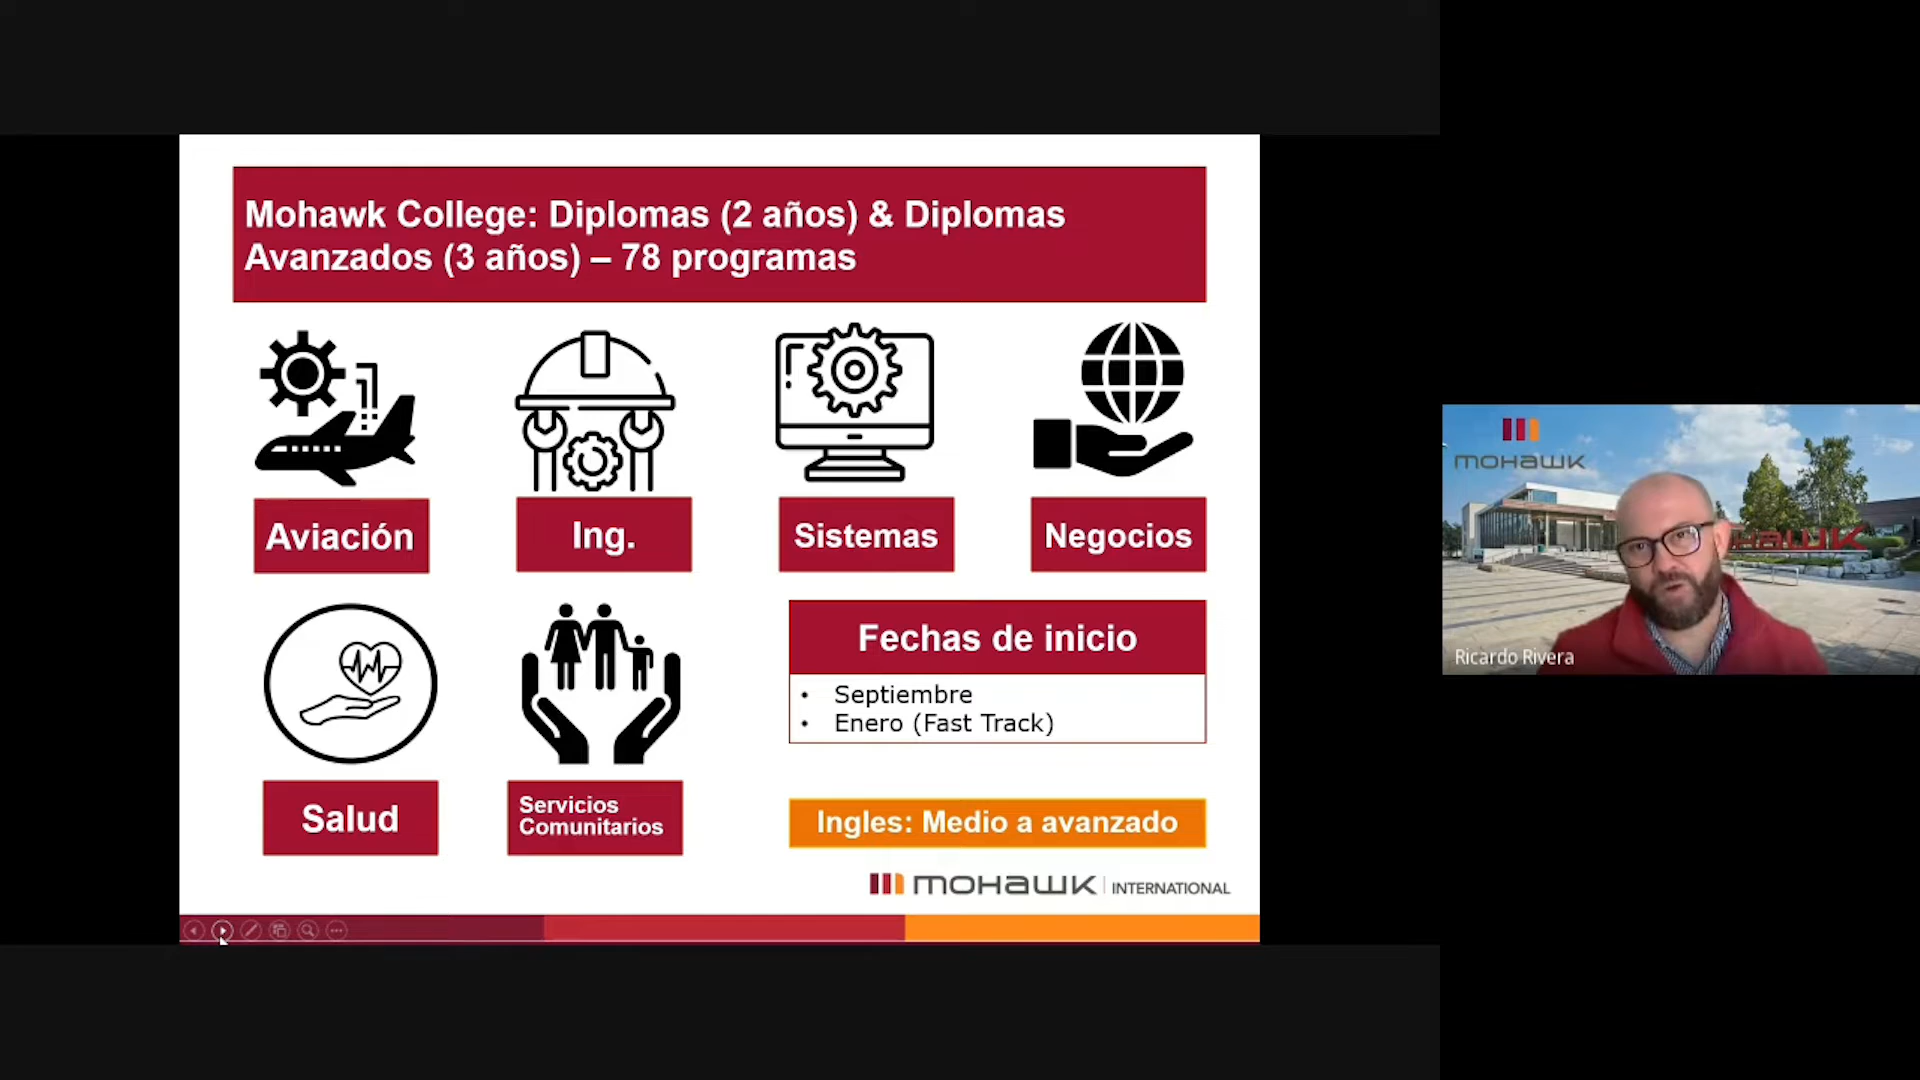 Mohawk College: Diplomas (2 años) & Diplomas
Avanzados (3 años) – 78 programas
Aviación
Ing.
Sistemas
Negocios
Salud
Servicios
Comunitarios
Fechas de inicio
• Septiembre
• Enero (Fast Track)
Ingles: Medio a avanzado
mohawk | INTERNATIONAL
mohawk
Ricardo Rivera